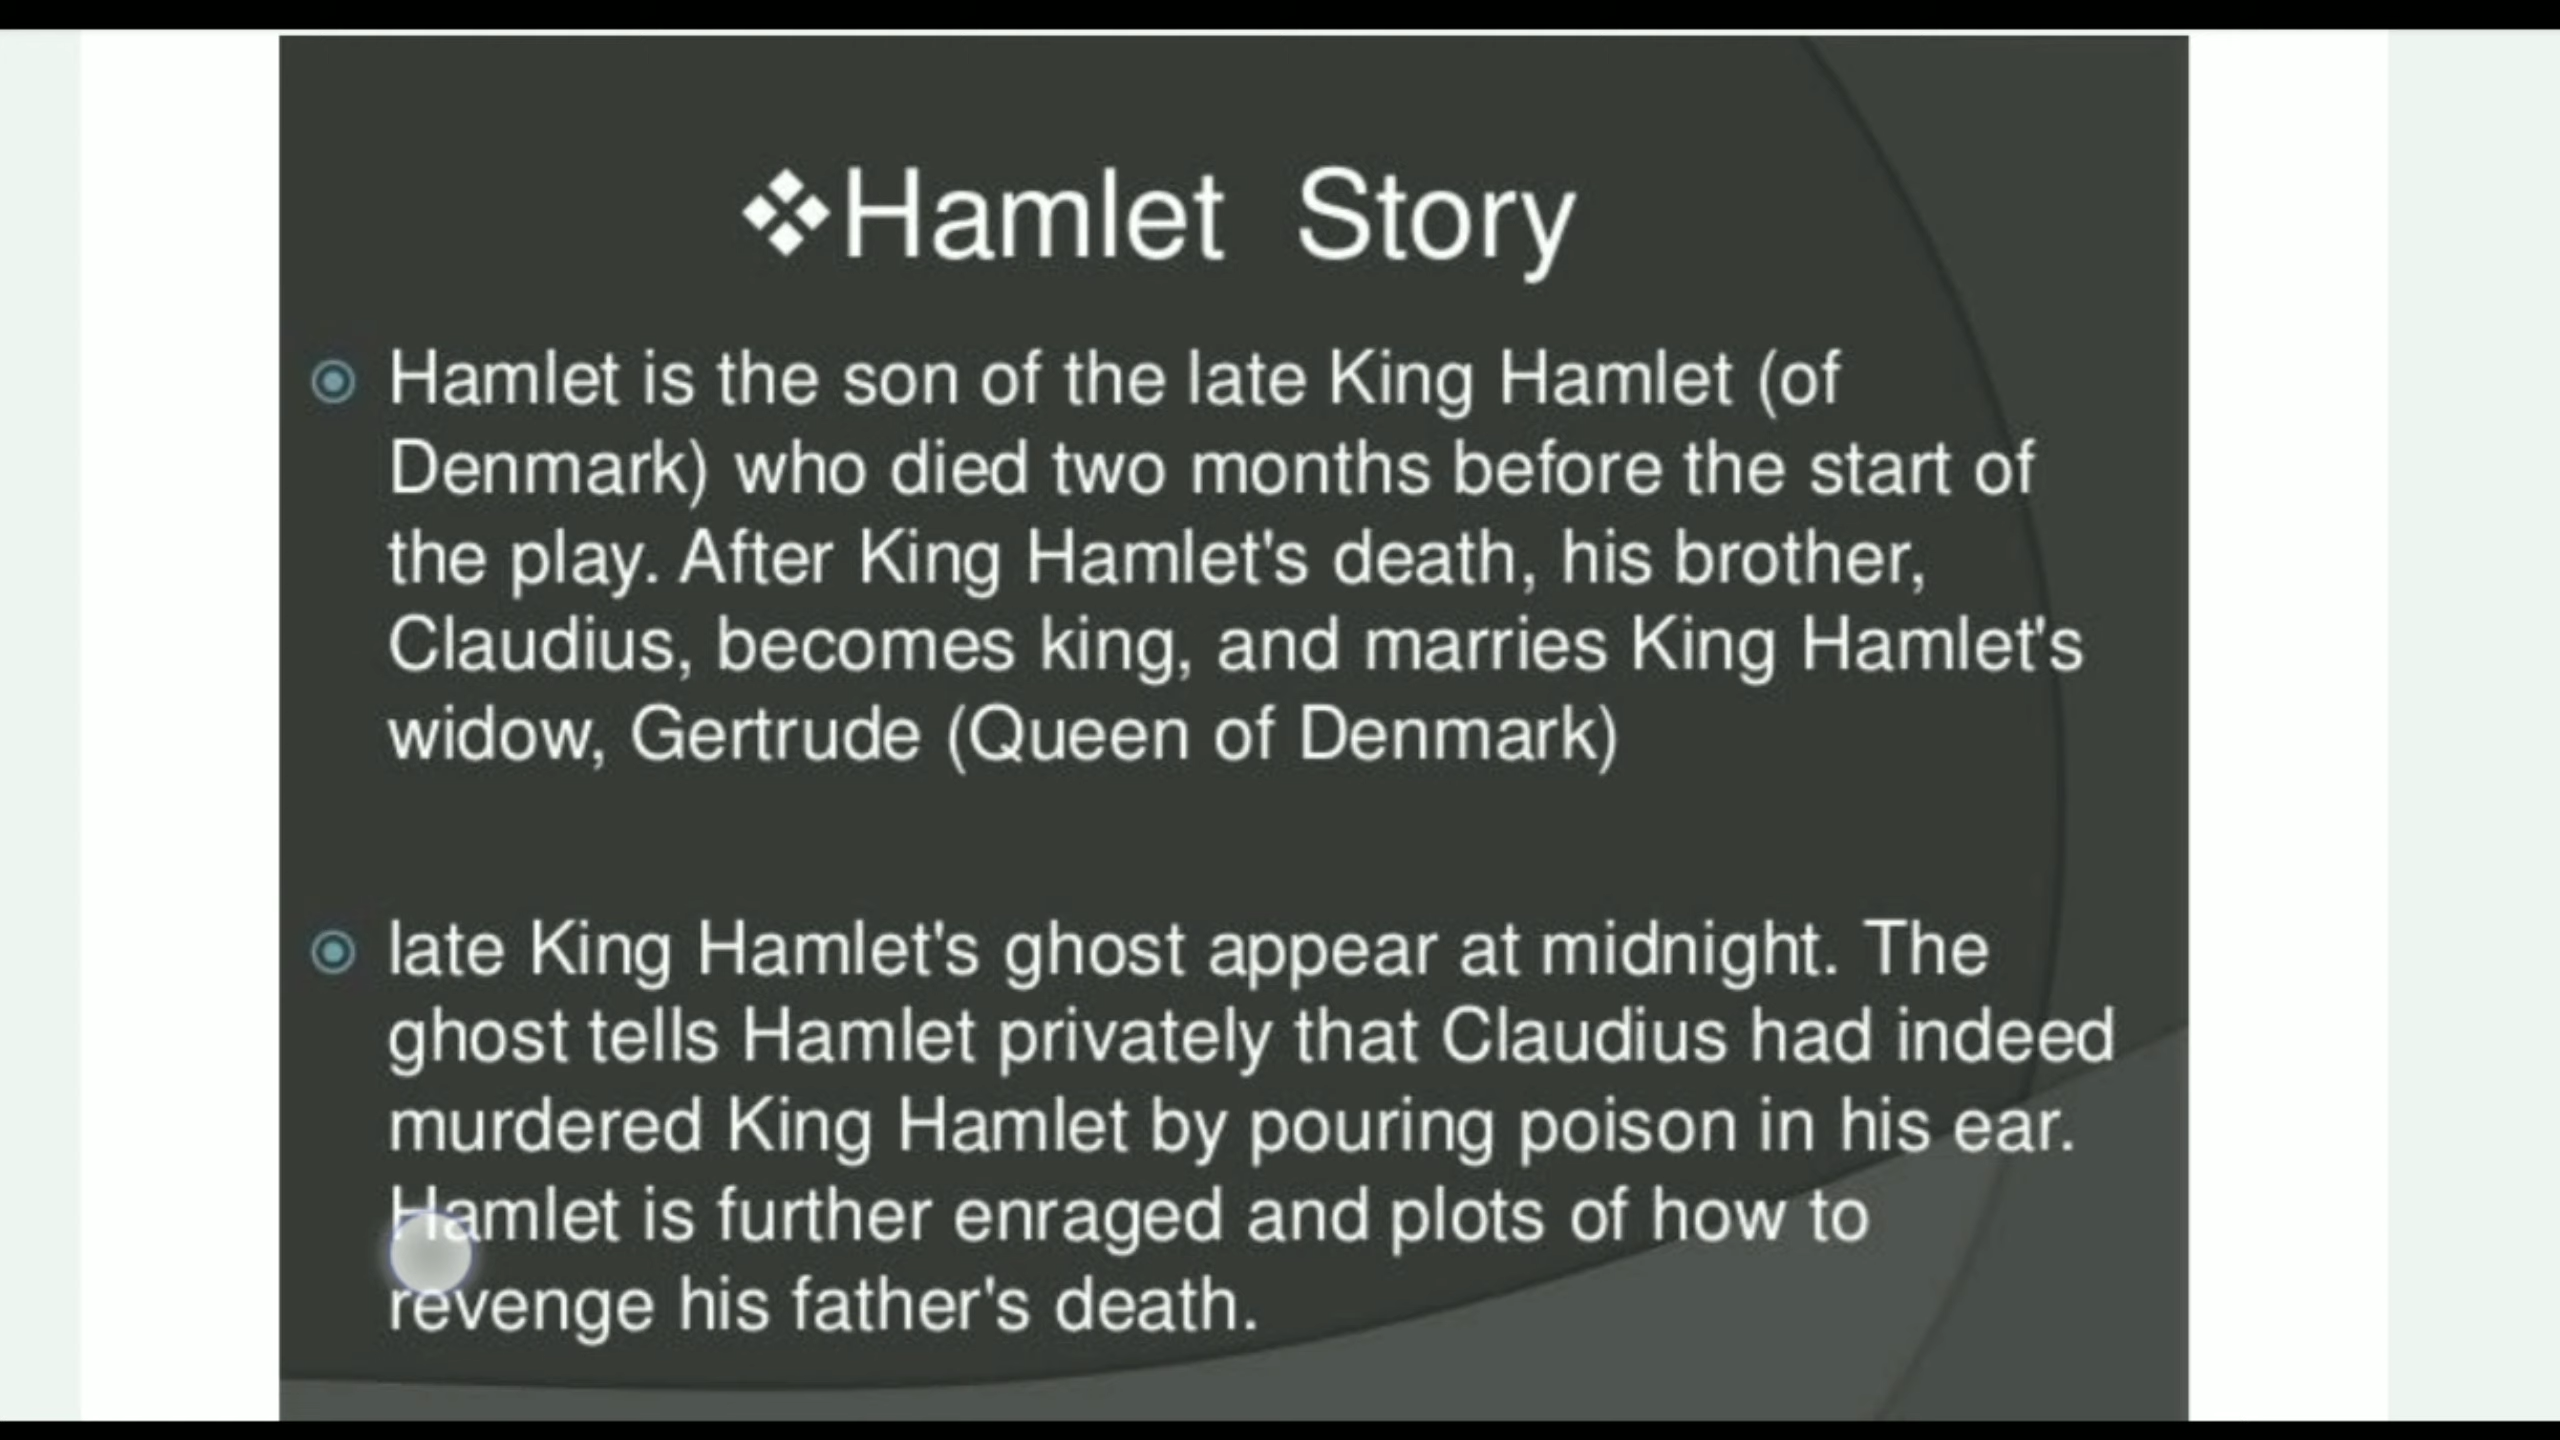 ❖Hamlet Story
Hamlet is the son of the late King Hamlet (of
Denmark) who died two months before the start of
the play. After King Hamlet's death, his brother,
Claudius, becomes king, and marries King Hamlet's
widow, Gertrude (Queen of Denmark)
late King Hamlet's ghost appear at midnight. The
ghost tells Hamlet privately that Claudius had indeed
murdered King Hamlet by pouring poison in his ear.
Hamlet is further enraged and plots of how to
revenge his father's death.